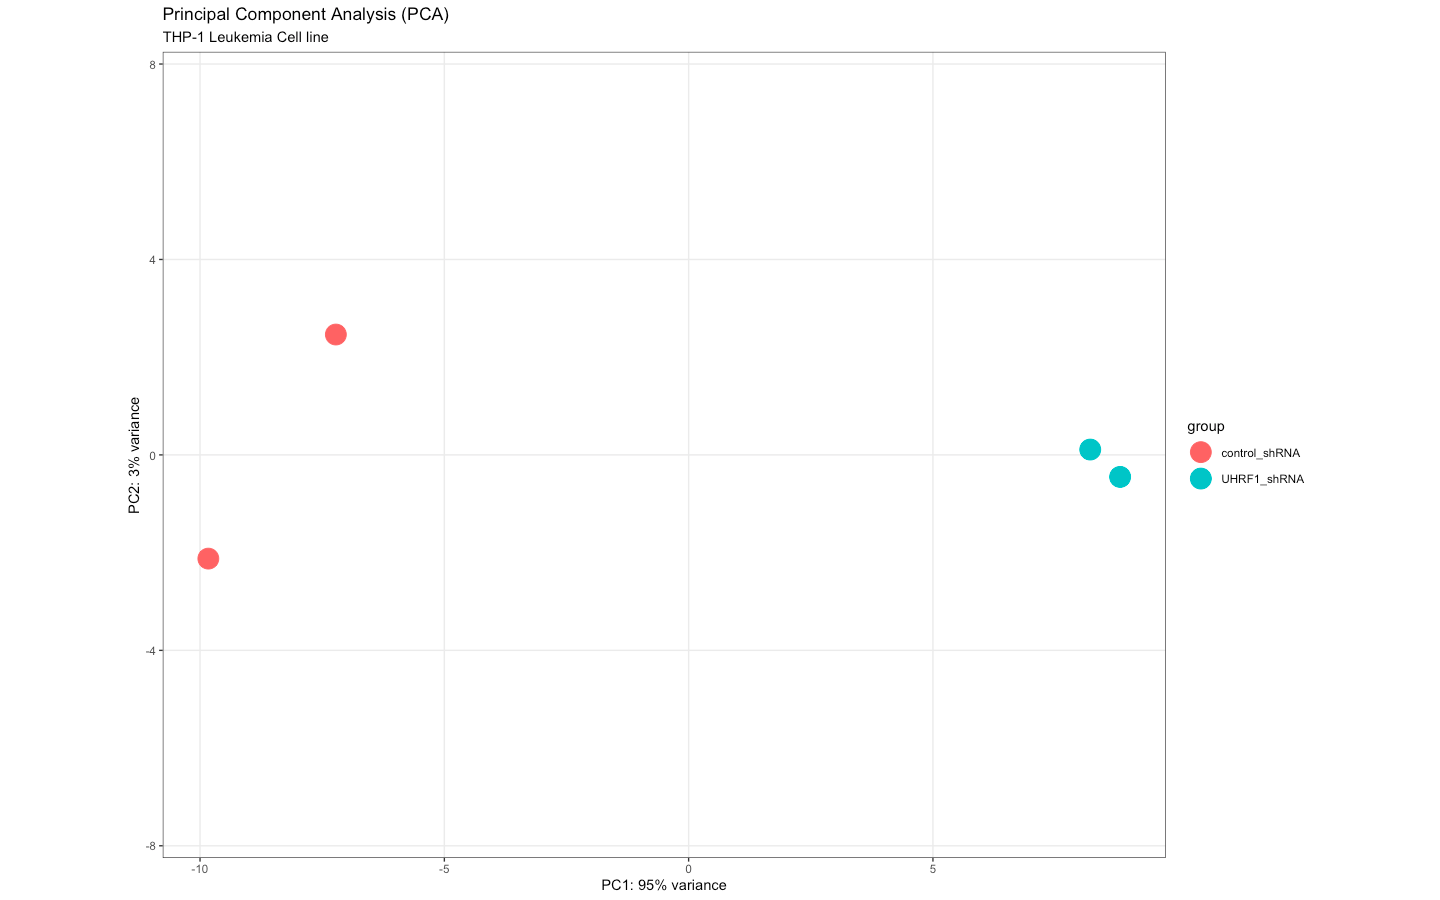 Principal Component Analysis (PCA)
THP-1 Leukemia Cell line
8
4
0
-4
-8
PC2: 3% variance
-10
-5
0
5
PC1: 95% variance
group
control_shRNA
UHRF1_shRNA